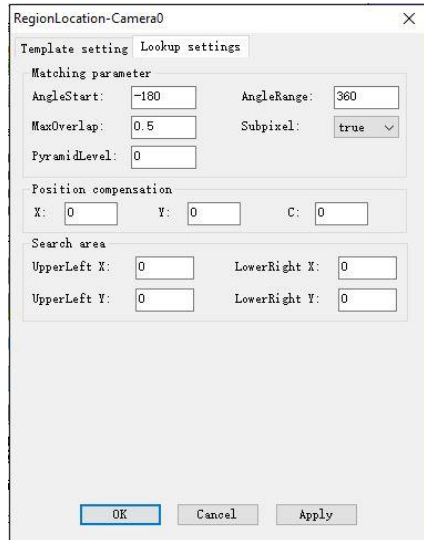 RegionLocation-Camera0
Template setting Lookup settings
Matching parameter
AngleStart: -180 AngleRange: 360
MaxOverlap: 0.5 Subpixel: true
PyramidLevel: 0
Position compensation
X: 0 Y: 0 C: 0
Search area
UpperLeft X: 0 LowerRight X: 0
UpperLeft Y: 0 LowerRight Y: 0
OK Cancel Apply